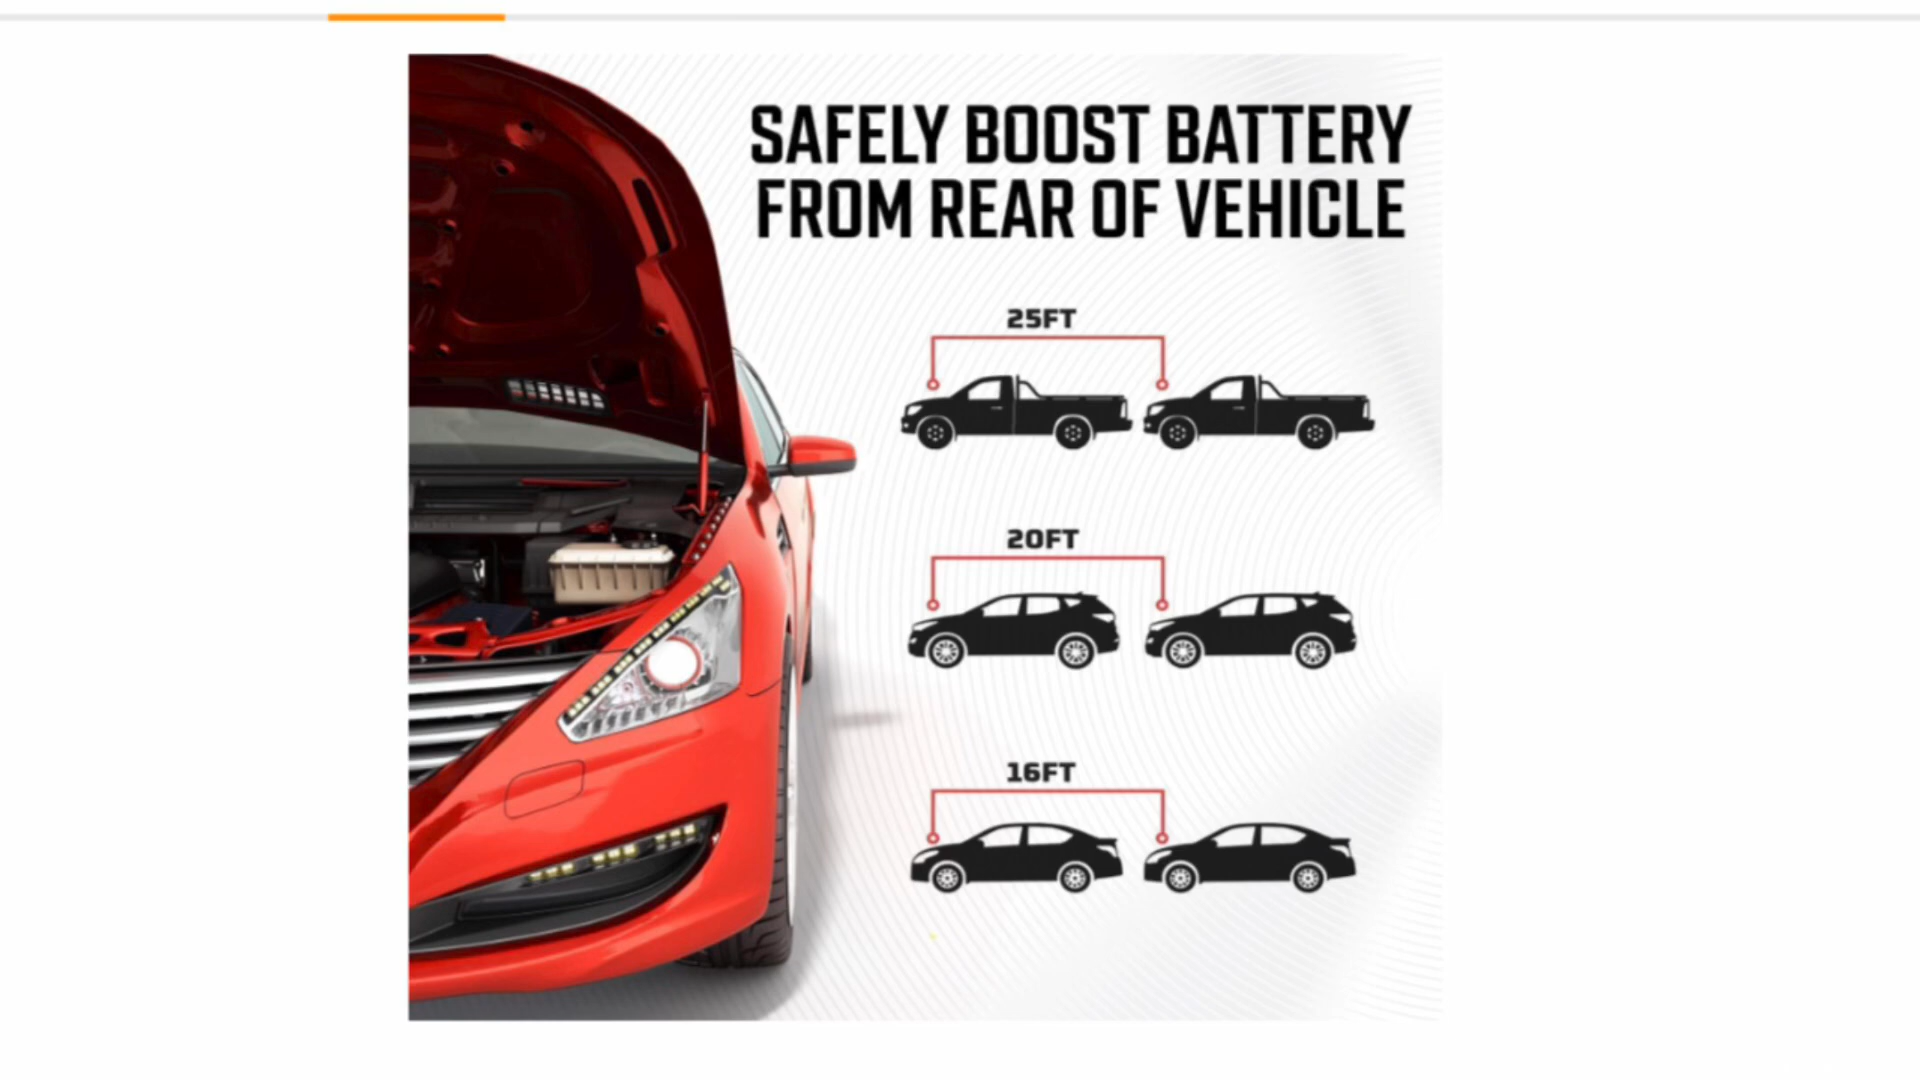 SAFELY BOOST BATTERY
FROM REAR OF VEHICLE
25FT
20FT
16FT